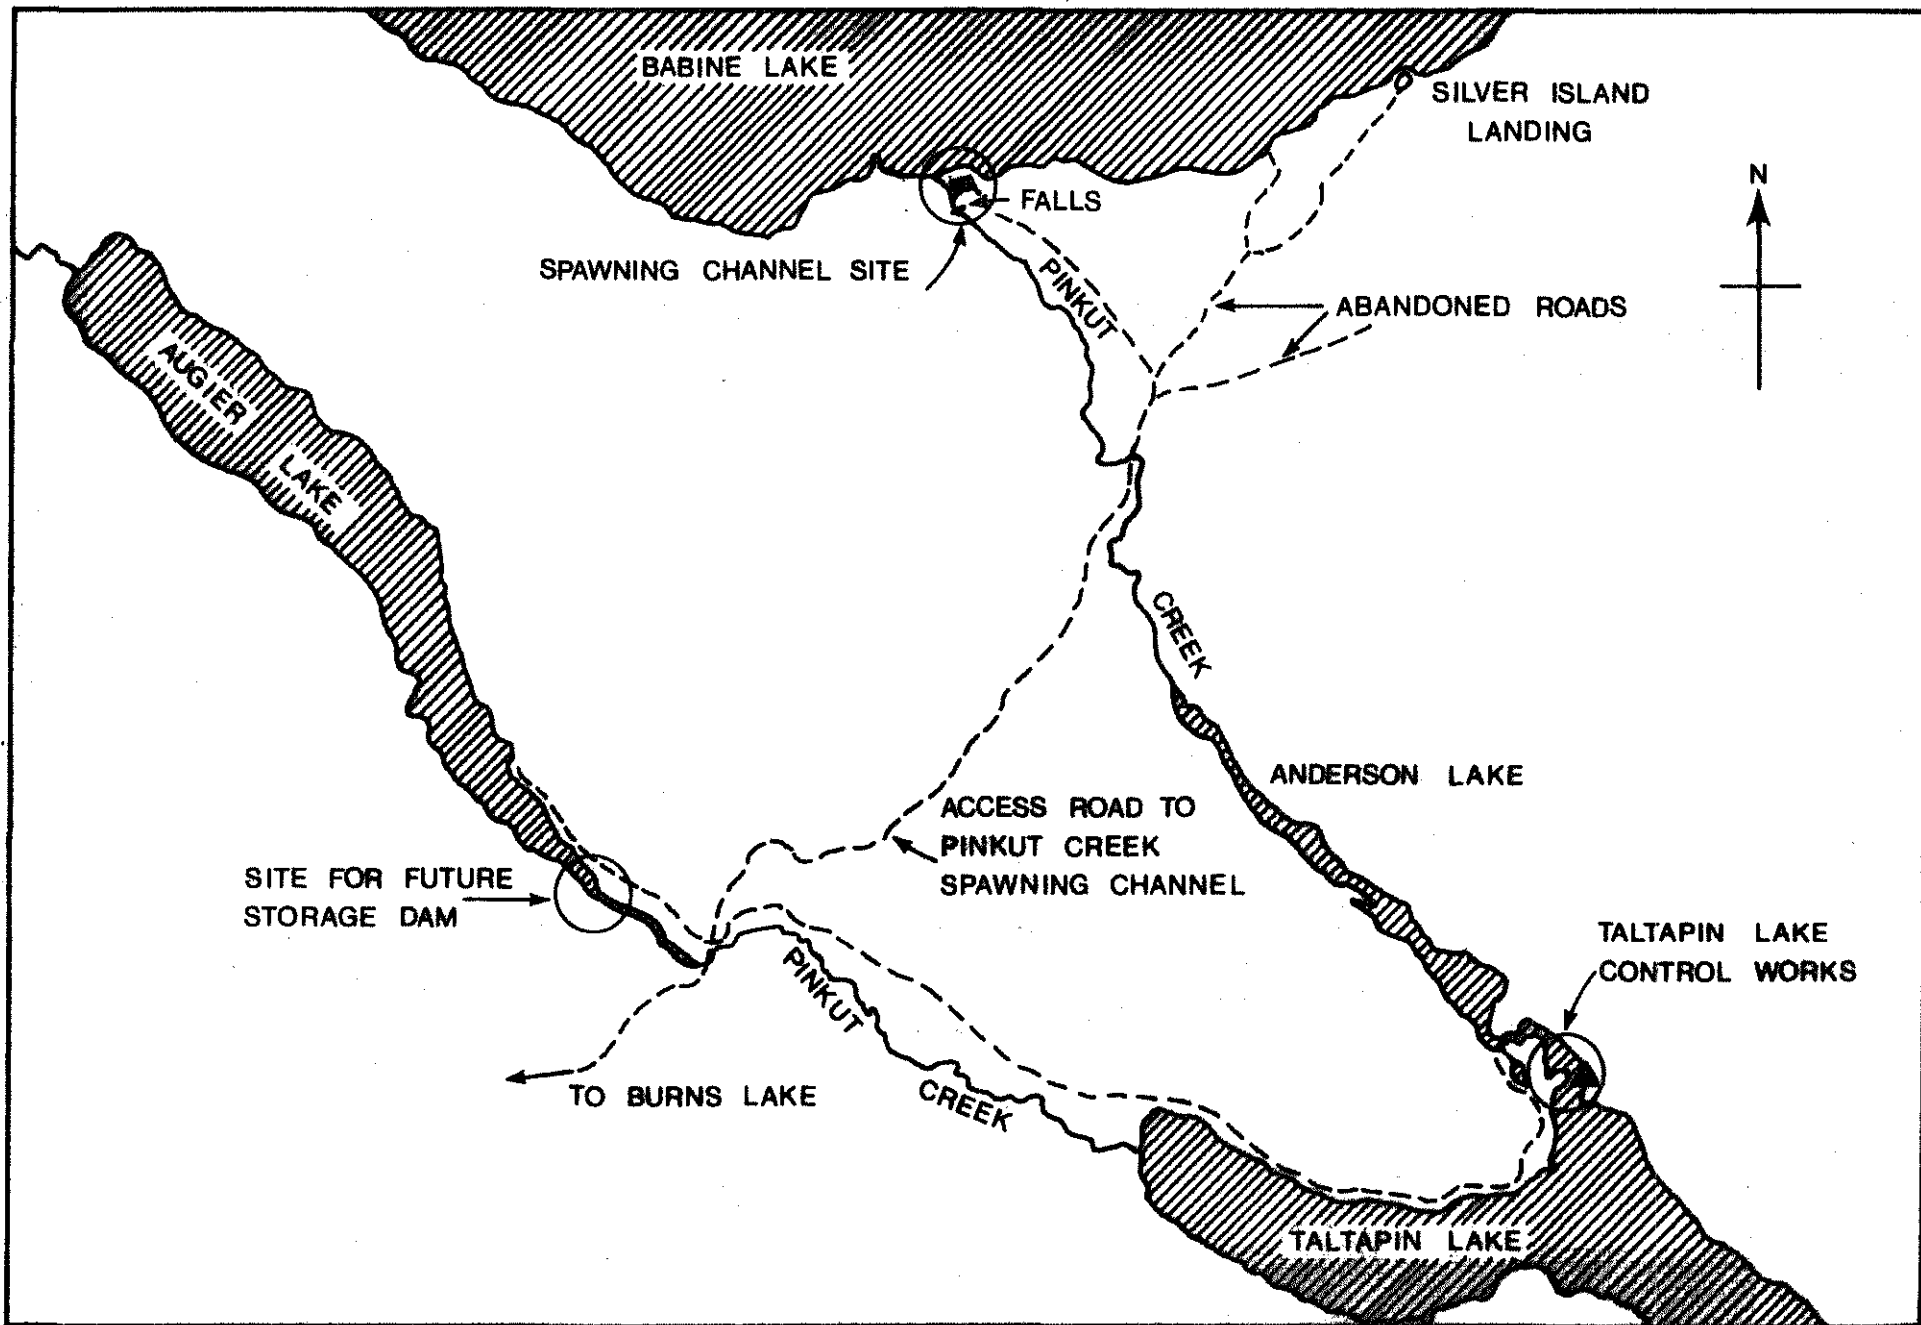 BABINE LAKE
SILVER ISLAND
LANDING
N
FALLS
SPAWNING CHANNEL SITE
PINKUT
ABANDONED ROADS
AUGIER
LAKE
CREEK
ANDERSON LAKE
ACCESS ROAD TO
PINKUT CREEK
SPAWNING CHANNEL
SITE FOR FUTURE
STORAGE DAM
TALTAPIN LAKE
CONTROL WORKS
PINKUT
TO BURNS LAKE
CREEK
TALTAPIN LAKE